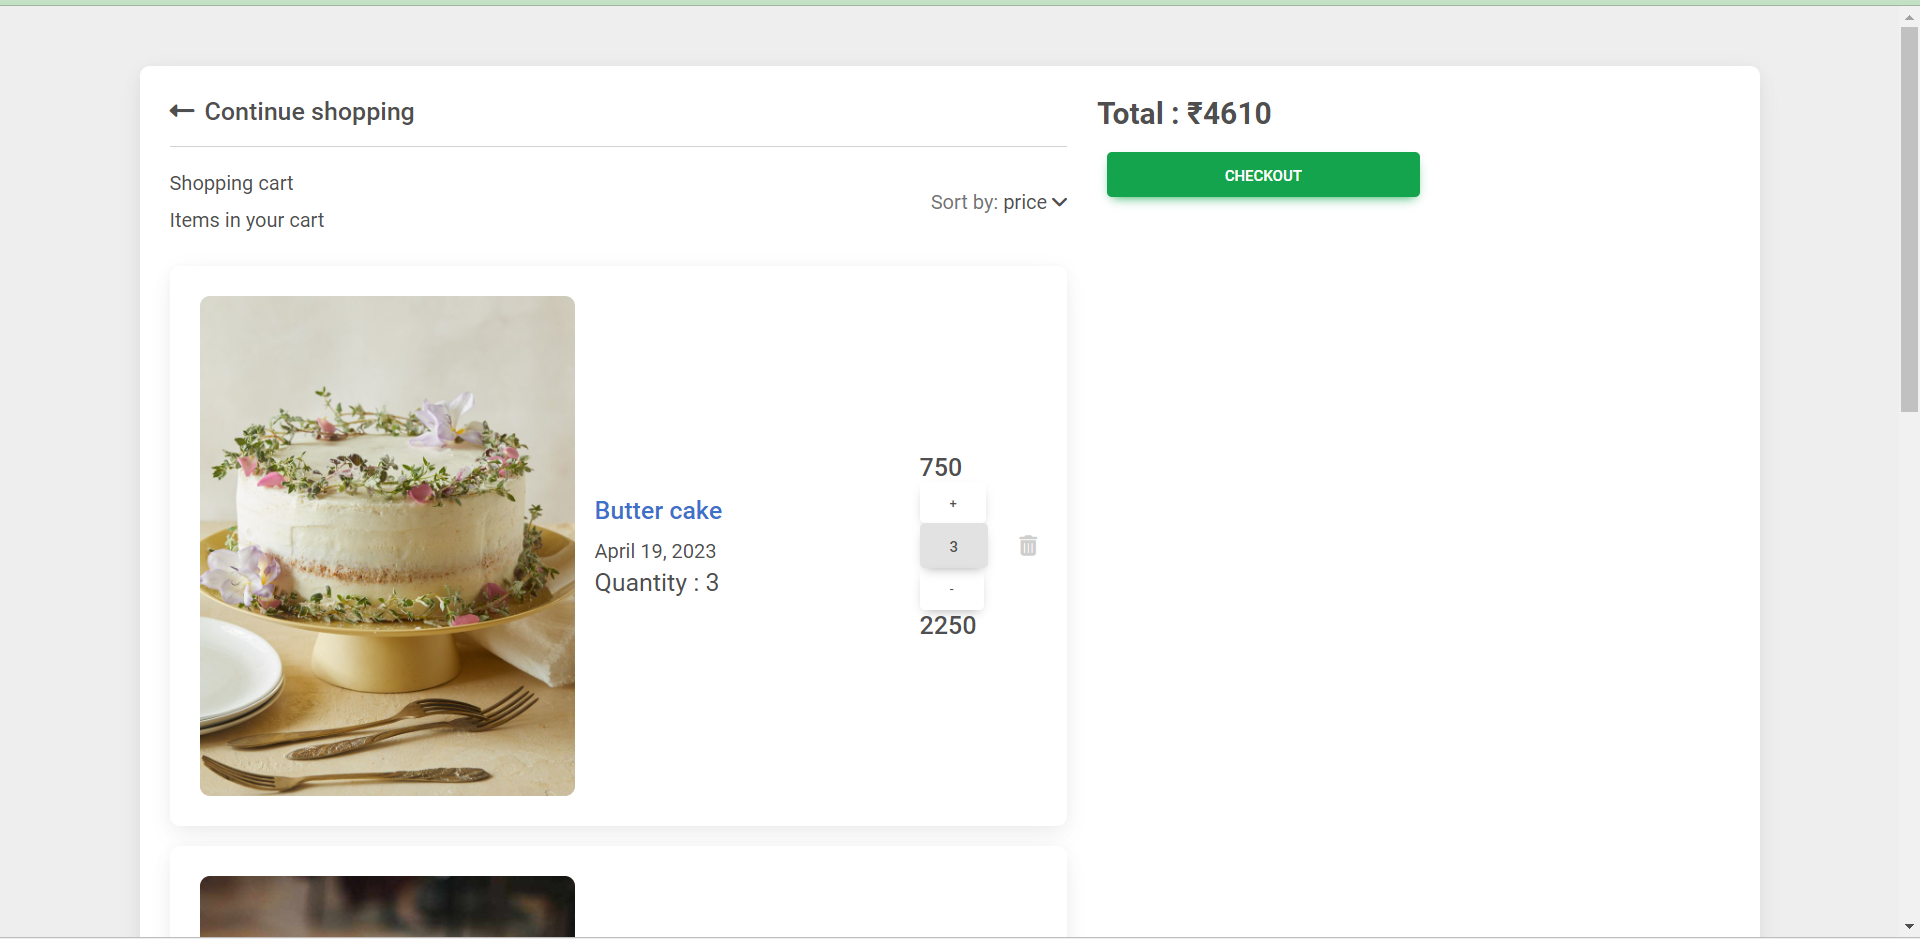 Continue shopping
Total : ₹4610
CHECKOUT
Shopping cart
Items in your cart
Sort by: price
750
+
Butter cake
3
April 19, 2023
Quantity : 3
-
2250